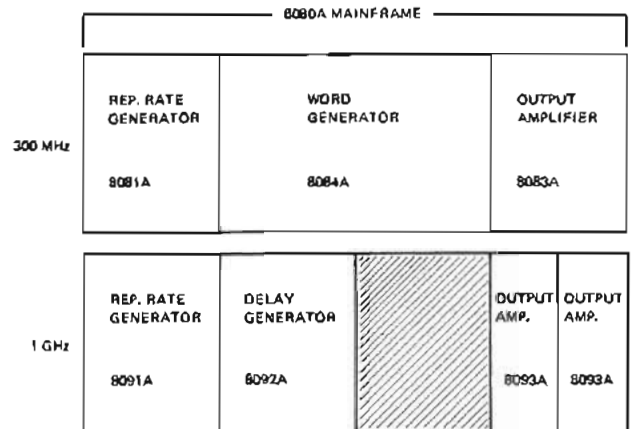 8080A MAINFRAME
300 MHz
REP. RATE
GENERATOR
8081A
WORD
GENERATOR
8084A
OUTPUT
AMPLIFIER
8083A
1 GHz
REP. RATE
GENERATOR
8091A
DELAY
GENERATOR
8092A
OUTPUT
AMP.
8093A
OUTPUT
AMP.
8093A